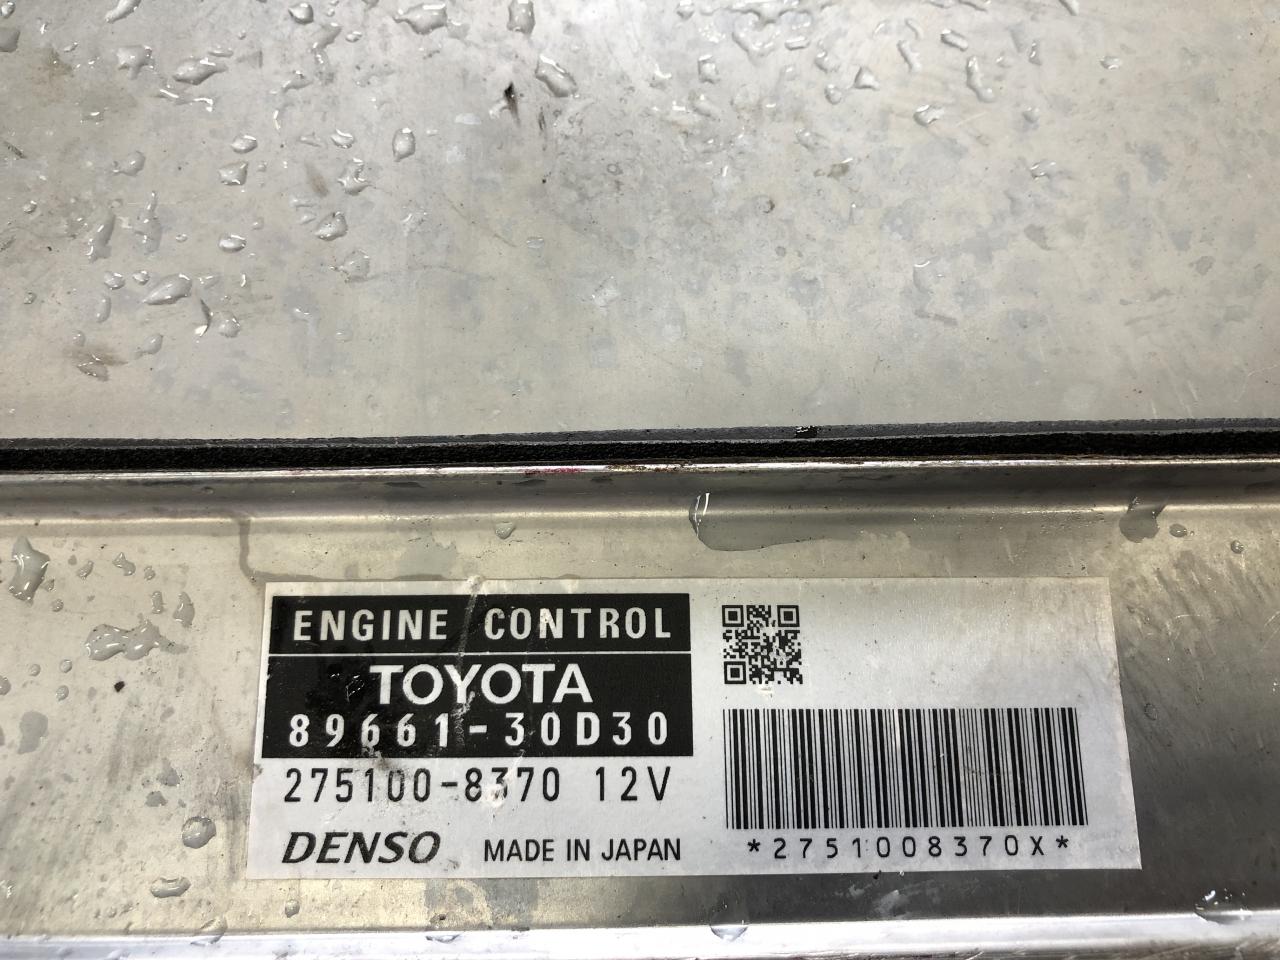 ENGINE CONTROL
TOYOTA
89661-30D30
275100-8370 12V
DENSO MADE IN JAPAN
*2751008370X*